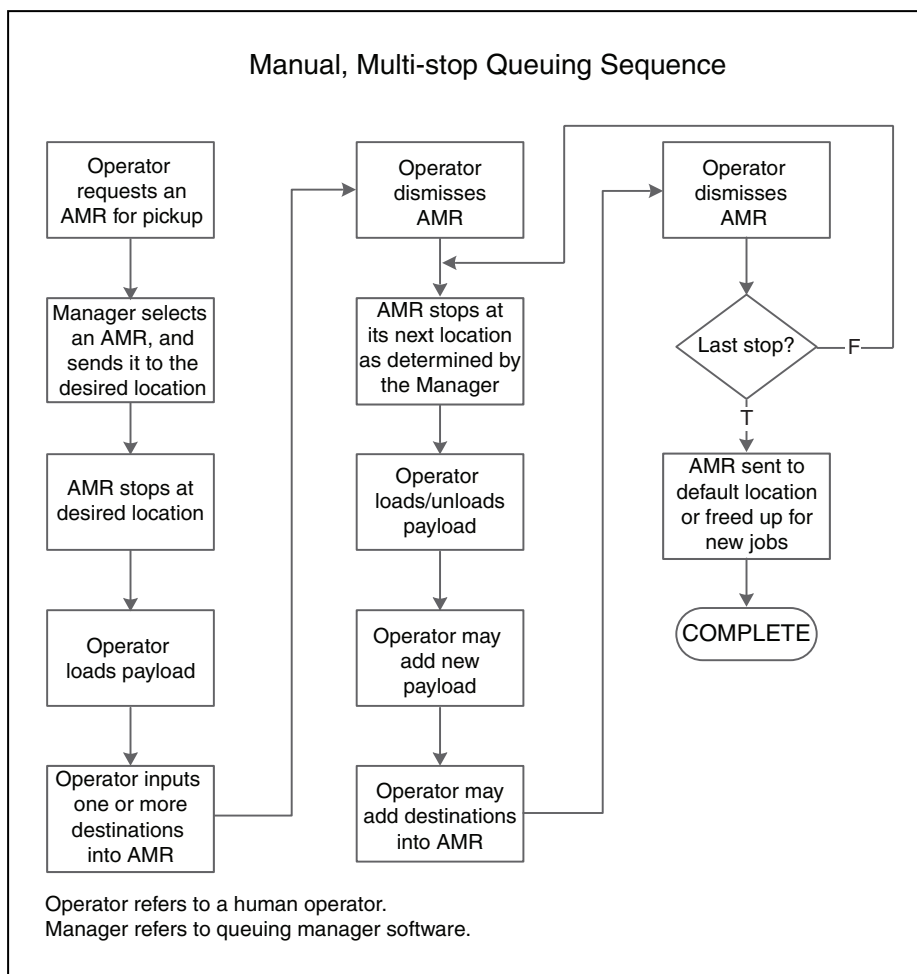 Manual, Multi-stop Queuing Sequence
Operator
requests an
AMR for pickup
Manager selects
an AMR, and
sends it to the
desired location
AMR stops at
desired location
Operator
loads payload
Operator inputs
one or more
destinations
into AMR
Operator
dismisses
AMR
AMR stops at
its next location
as determined by
the Manager
Operator
loads/unloads
payload
Operator may
add new
payload
Operator may
add destinations
into AMR
Operator
dismisses
AMR
Last stop?
F
T
AMR sent to
default location
or freed up for
new jobs
COMPLETE
Operator refers to a human operator.
Manager refers to queuing manager software.